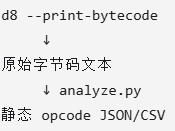 d8 --print-bytecode
↓
原始字节码文本
↓ analyze.py
静态 opcode JSON/CSV